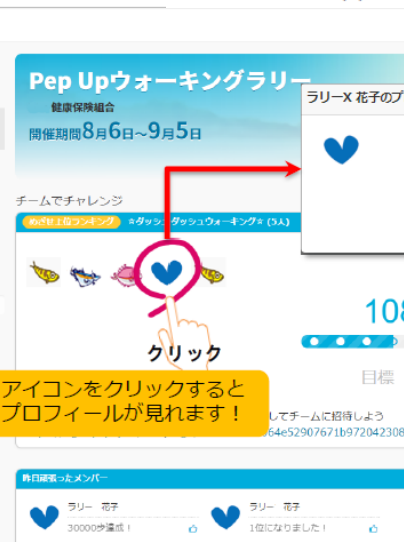 Pep Upウォーキングラリー
健康保険組合
開催期間8月6日~9月5日
ラリーX 花子のプ
チームでチャレンジ
めざせ上位ランキング ☆ダッシュダッシュウォーキング☆ (5人)
クリック
108
目標
アイコンをクリックすると
プロフィールが見れます!
してチームに招待しよう
64e52907671b972042308
昨日頑張ったメンバー
ラリー 花子
30000歩達成!
ラリー 花子
1位になりました!